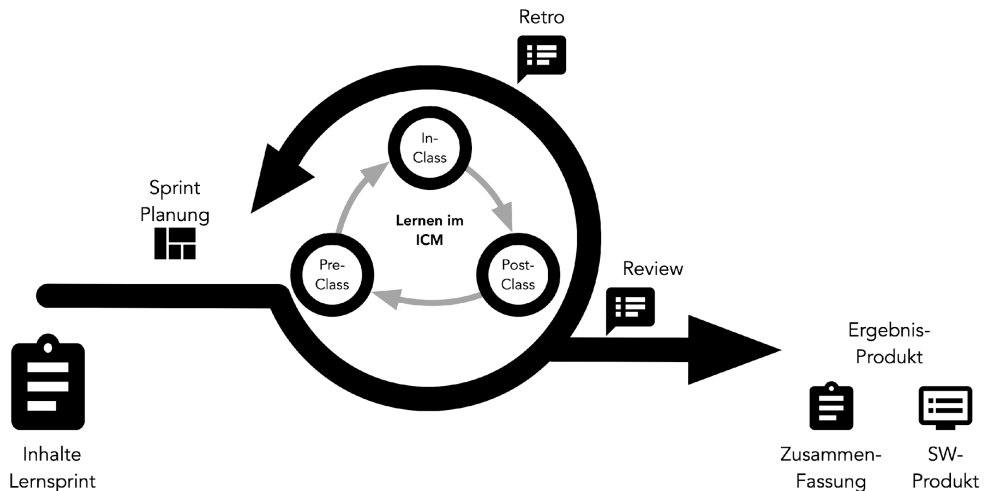 Retro
In-
Class
Sprint
Planung
Lernen im
ICM
Pre-
Class
Post-
Class
Review
Ergebnis-
Produkt
Inhalte
Lernsprint
Zusammen-
Fassung
SW-
Produkt